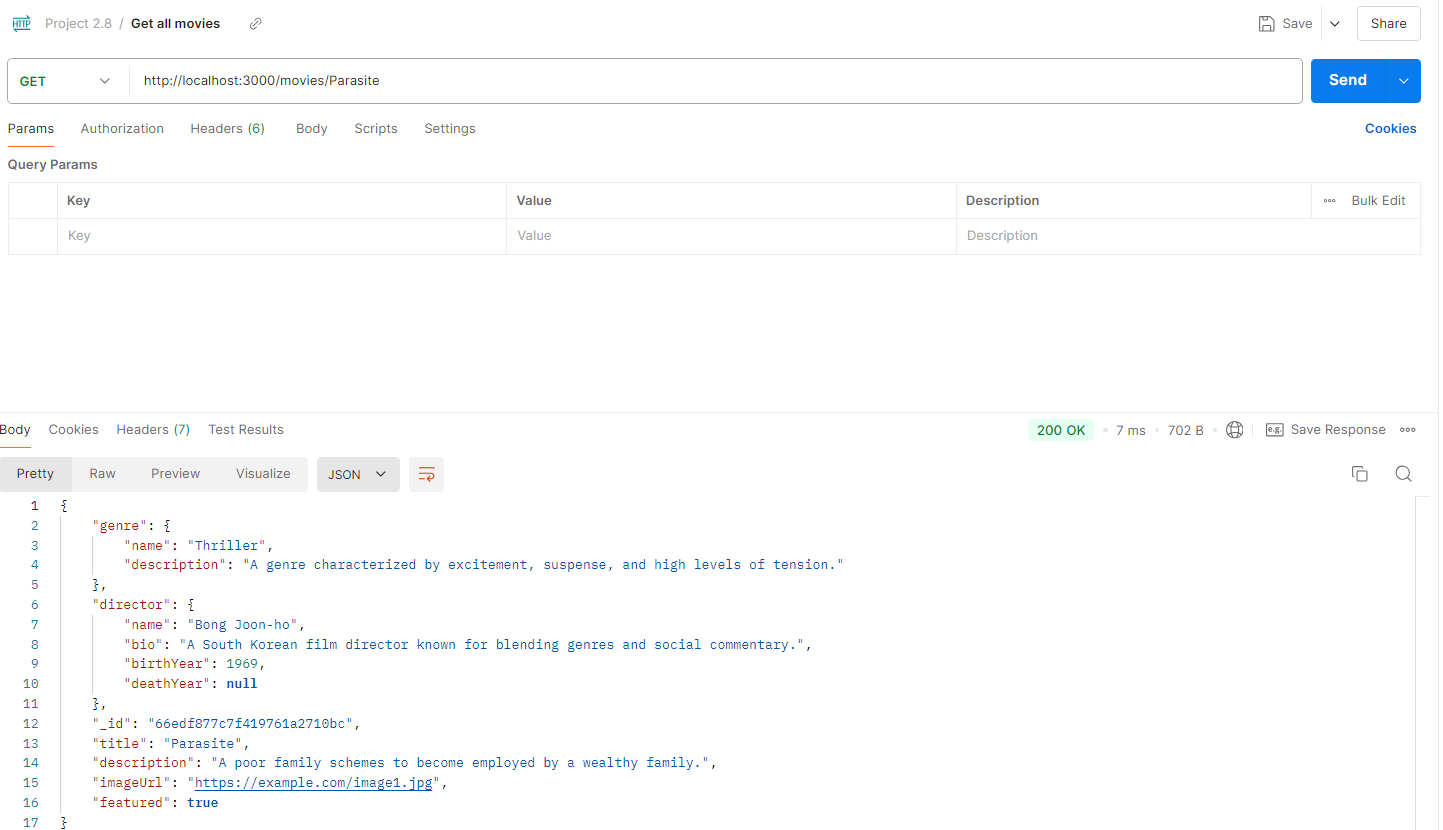 HTTP Project 2.8 / Get all movies Save Share
GET http://localhost:3000/movies/Parasite Send
Params Authorization Headers (6) Body Scripts Settings Cookies
Query Params
Key Value Description Bulk Edit
Key Value Description
Body Cookies Headers (7) Test Results 200 OK 7 ms 702 B e.g. Save Response
Pretty Raw Preview Visualize JSON
1 {
2 "genre": {
3 "name": "Thriller",
4 "description": "A genre characterized by excitement, suspense, and high levels of tension."
5 },
6 "director": {
7 "name": "Bong Joon-ho",
8 "bio": "A South Korean film director known for blending genres and social commentary.",
9 "birthYear": 1969,
10 "deathYear": null
11 },
12 "_id": "66edf877c7f419761a2710bc",
13 "title": "Parasite",
14 "description": "A poor family schemes to become employed by a wealthy family.",
15 "imageUrl": "https://example.com/image1.jpg",
16 "featured": true
17 }